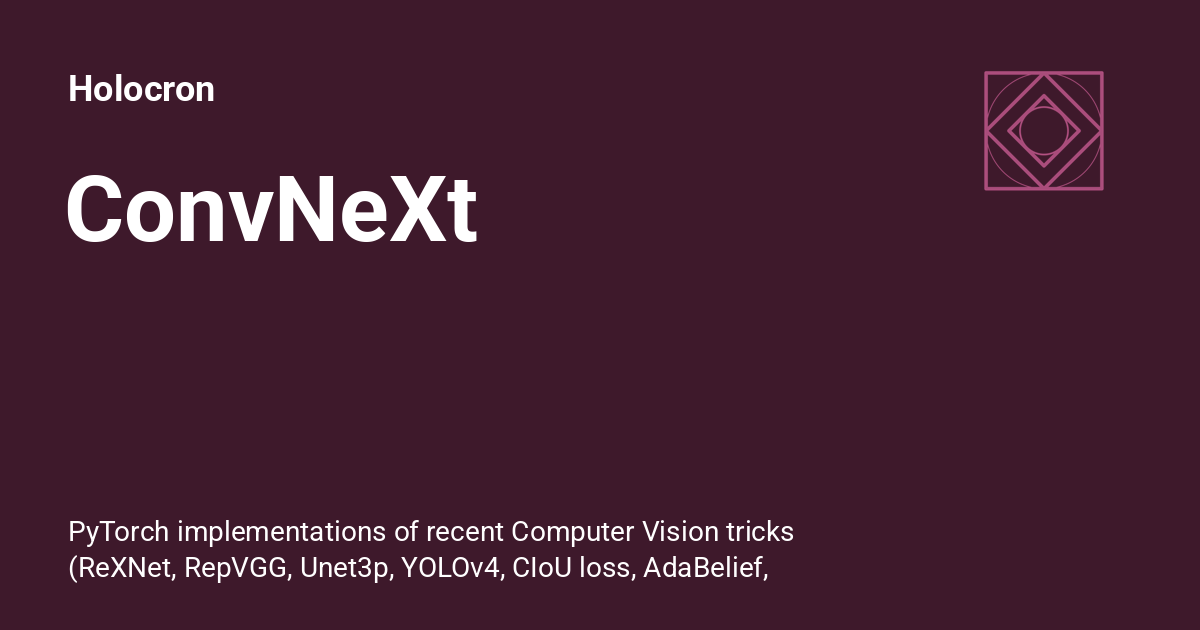 Holocron
ConvNeXt
PyTorch implementations of recent Computer Vision tricks
(ReXNet, RepVGG, Unet3p, YOLOv4, CIoU loss, AdaBelief,